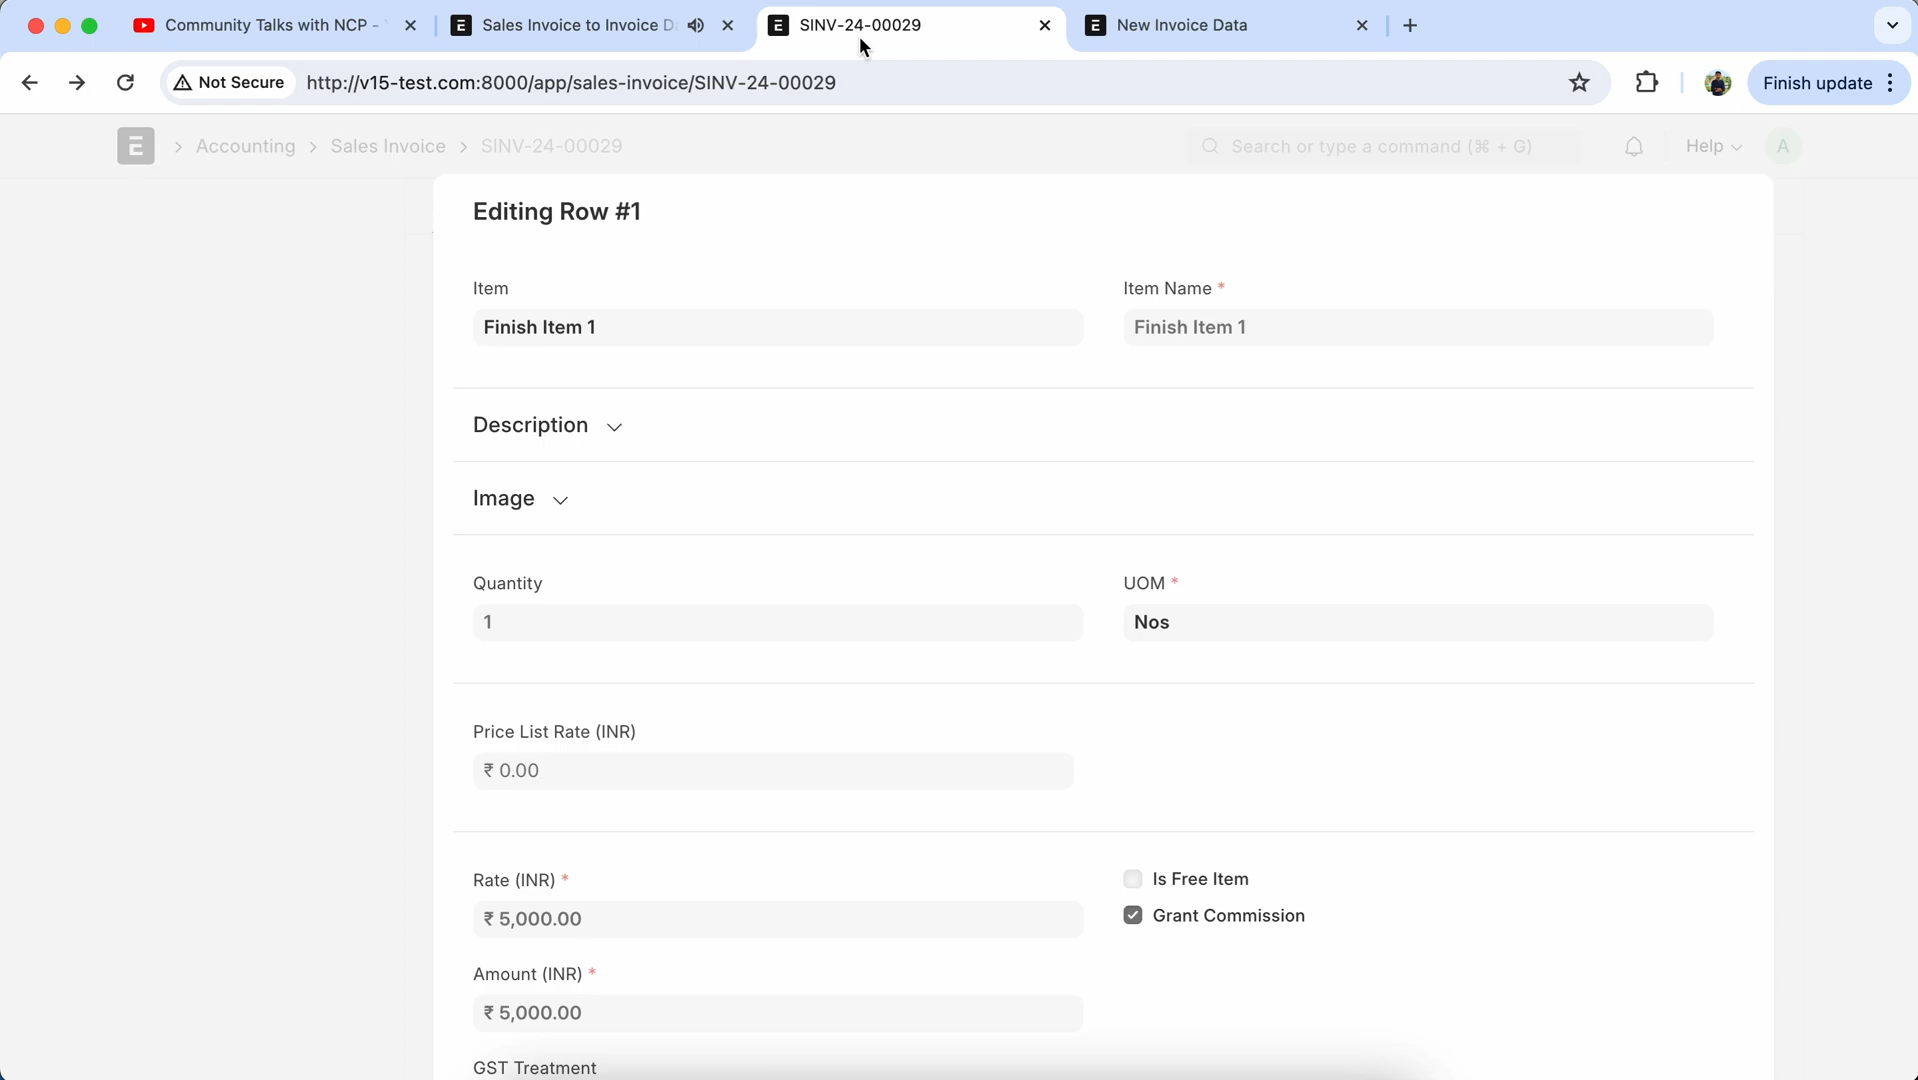 Community Talks with NCP -
Sales Invoice to Invoice D
SINV-24-00029
New Invoice Data
Not Secure
http://v15-test.com:8000/app/sales-invoice/SINV-24-00029
Finish update
E
Accounting
Sales Invoice
SINV-24-00029
Search or type a command (⌘ + G)
Help
A
Editing Row #1
Item
Item Name *
Finish Item 1
Finish Item 1
Description
Image
Quantity
UOM *
1
Nos
Price List Rate (INR)
₹ 0.00
Rate (INR) *
Is Free Item
₹ 5,000.00
Grant Commission
Amount (INR) *
₹ 5,000.00
GST Treatment